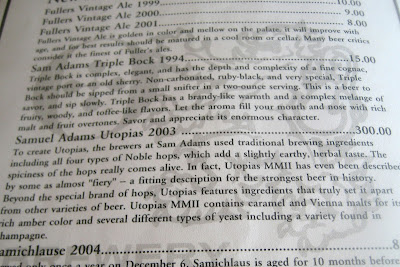 Fullers Vintage Ale 1999 10.00
Fullers Vintage Ale 2000 9.00
Fullers Vintage Ale 2001 8.00
Fullers Vintage Ale is golden in color and mellow on the palate, it will improve with
age, and for best results should be stored in a cool room or cellar. Many beer critics
consider it the finest of Fuller's ales.
Sam Adams Triple Bock 1994 15.00
Triple Bock is complex, elegant, and has the depth and complexity of a fine cognac,
vintage port or an old sherry. Non-carbonated, ruby-black, and very special, Triple
Bock should be sipped from a small snifter in a two-ounce serving. This is a beer to
savor, and sip slowly. Triple Bock has a brandy-like warmth and a complex melange of
fruity, woody, and toffee-like flavors. Let the aroma fill your mouth and nose with rich
malt and fruit overtones. Savor and appreciate its enormous character.
Samuel Adams Utopias 2003 300.00
To create Utopias, the brewers at Sam Adams used traditional brewing ingredients
including all four types of Noble hops, which add a slightly earthy, herbal taste. The
spiciness of the hops really comes alive. In fact, Utopias MMII has even been described
by some as almost "fiery" – a fitting description for the strongest beer in history.
Beyond the special brand of hops, Utopias features ingredients that truly set it apart
from other varieties of beer. Utopias MMII contains caramel and Vienna malts for its
rich amber color and several different types of yeast including a variety found in
champagne.
Samichlause 2004 8.
only once a year on December 6, Samichlaus is aged for 10 months before